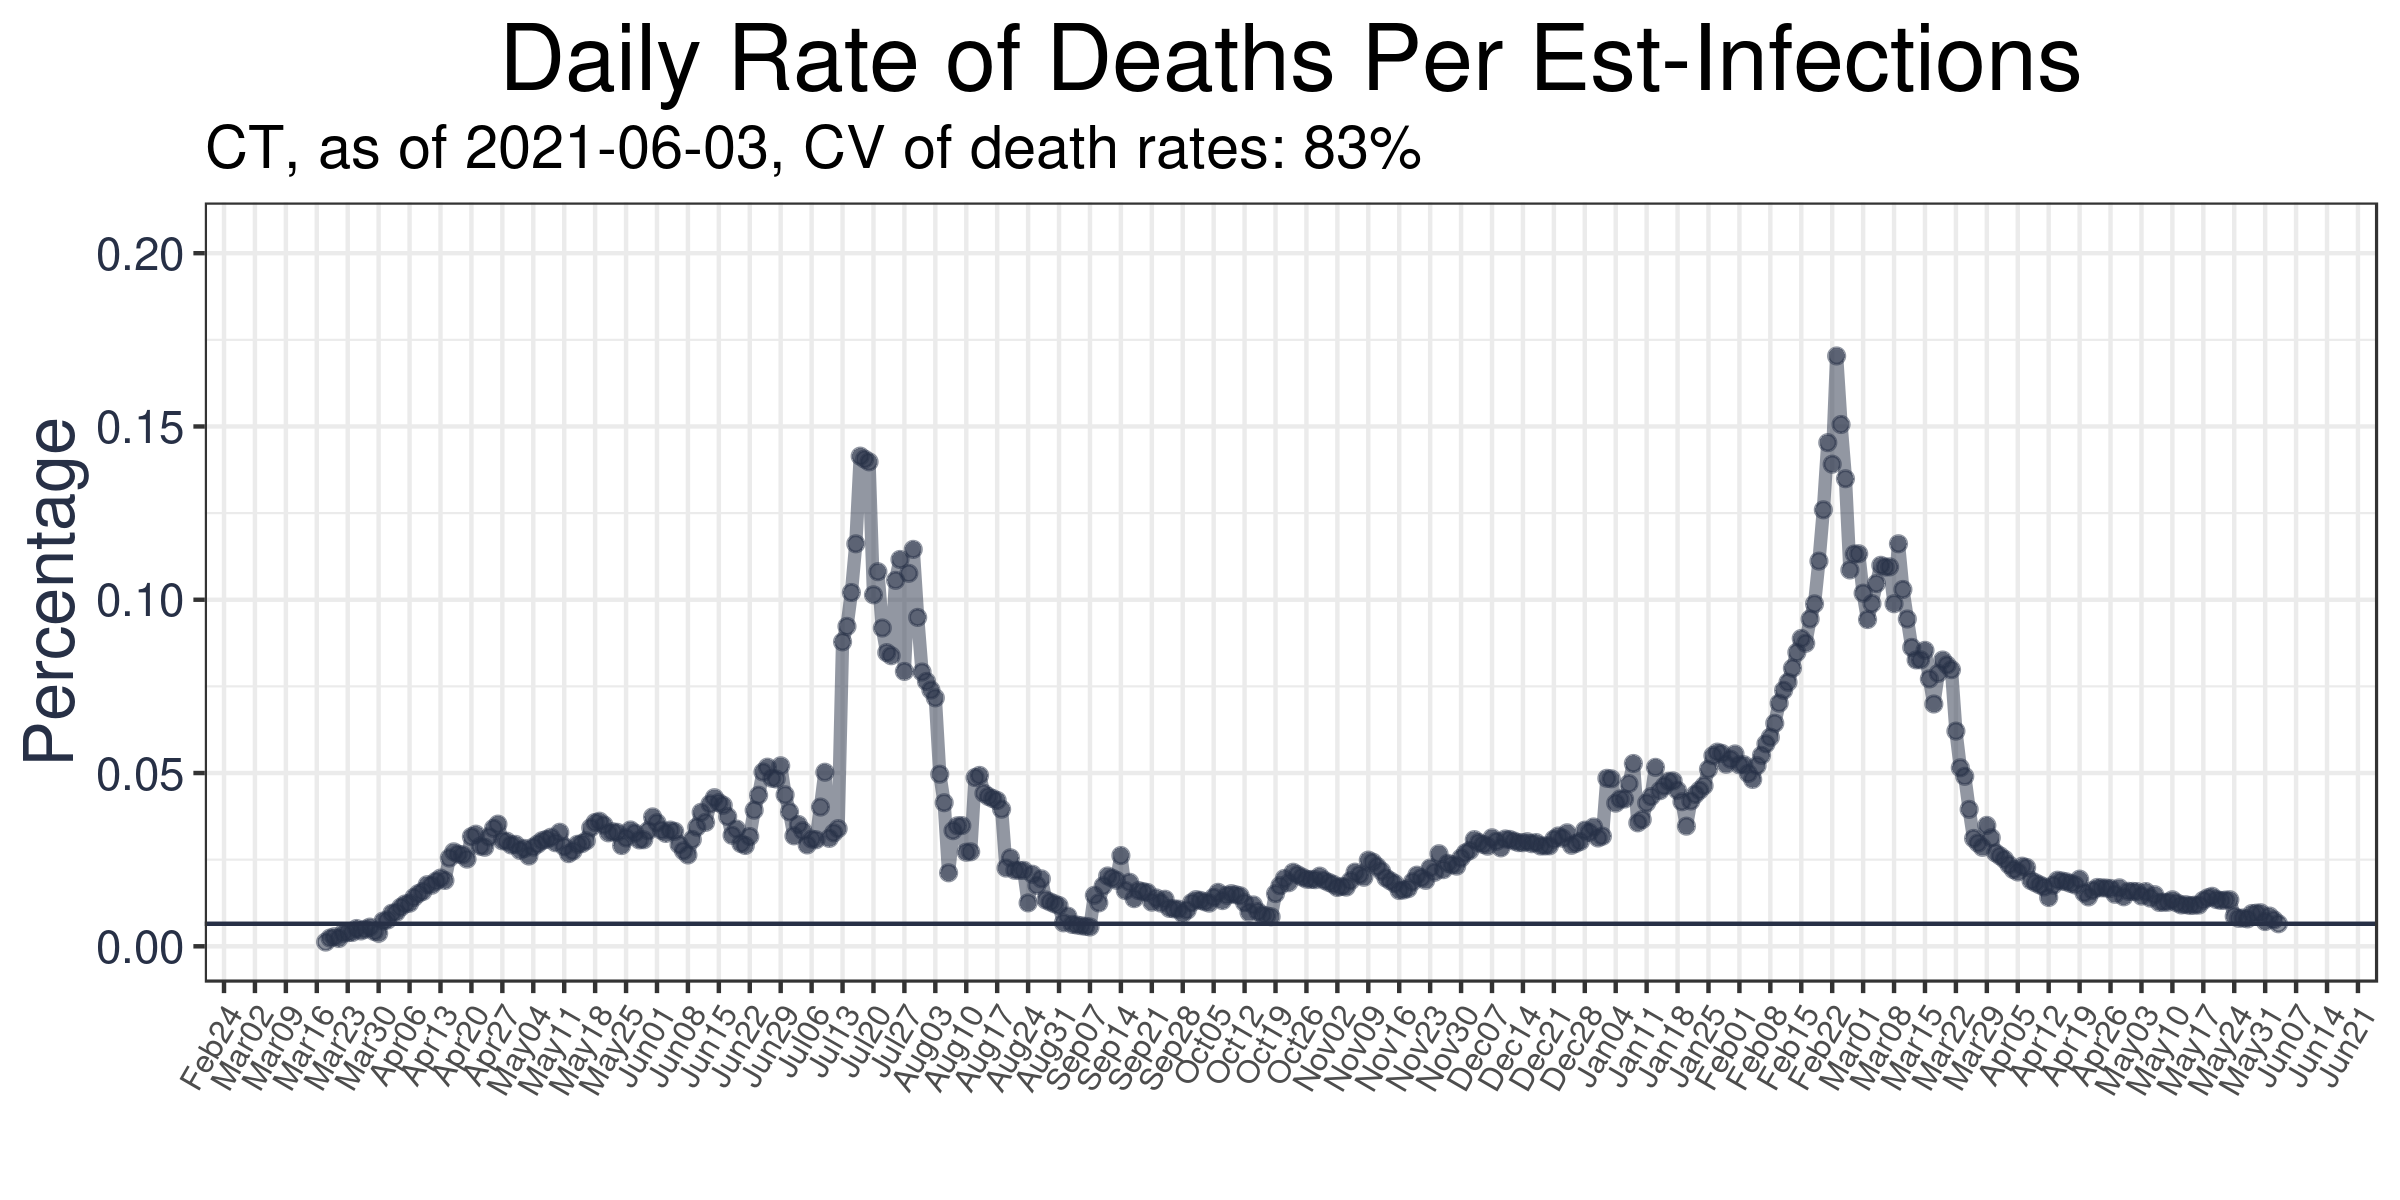 Daily Rate of Deaths Per Est-Infections
CT, as of 2021-06-03, CV of death rates: 83%
Percentage
0.20
0.15
0.10
0.05
0.00
Feb24
Mar02
Mar09
Mar16
Mar23
Mar30
Apr06
Apr13
Apr20
Apr27
May04
May11
May18
May25
Jun01
Jun08
Jun15
Jun22
Jun29
Jul06
Jul13
Jul20
Jul27
Aug03
Aug10
Aug17
Aug24
Aug31
Sep07
Sep14
Sep21
Sep28
Oct05
Oct12
Oct19
Oct26
Nov02
Nov09
Nov16
Nov23
Nov30
Dec07
Dec14
Dec21
Dec28
Jan04
Jan11
Jan18
Jan25
Feb01
Feb08
Feb15
Feb22
Mar01
Mar08
Mar15
Mar22
Mar29
Apr05
Apr12
Apr19
Apr26
May03
May10
May17
May24
May31
Jun07
Jun14
Jun21